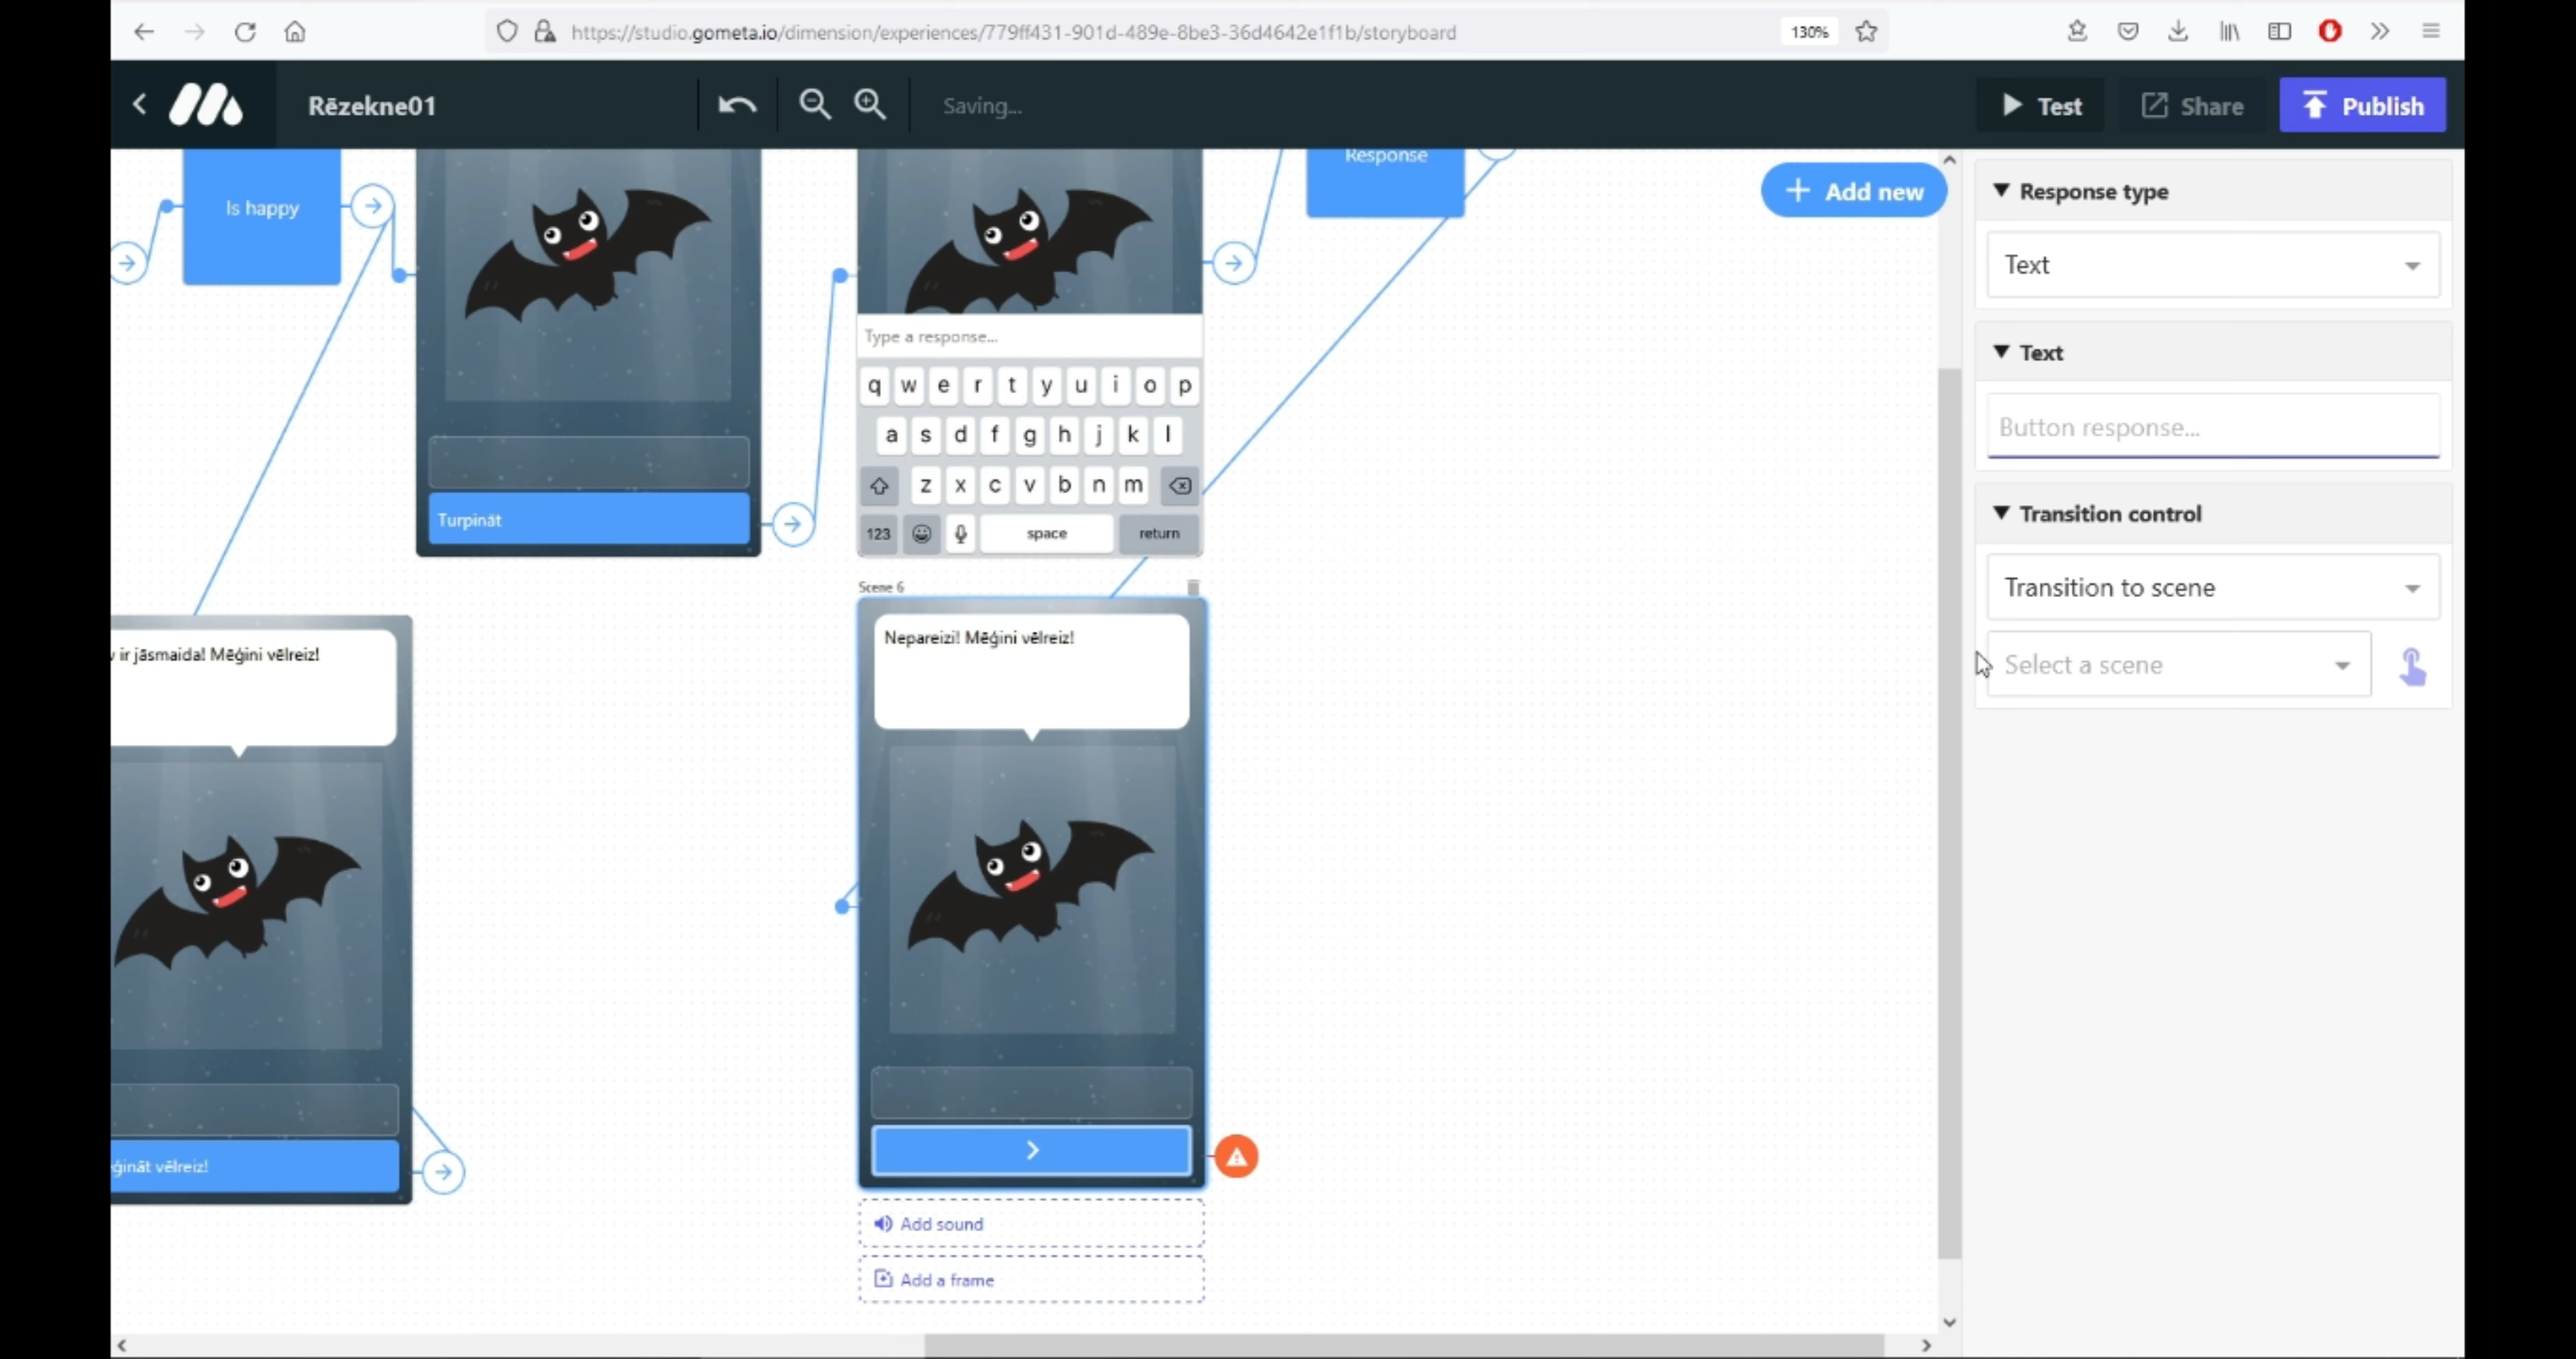 https://studio.gometa.io/dimension/experiences/779ff431-901d-489e-8be3-36d4642e1f1b/storyboard
130%
Rēzekne01
Saving...
Test
Share
Publish
Is happy
Response
Add new
Response type
Text
Text
Button response...
Transition control
Transition to scene
Select a scene
Turpināt
Type a response...
q w e r t y u i o p
a s d f g h j k l
z x c v b n m
123
space
return
Scene 6
Nepareizi! Mēģini vēlreiz!
ir jāsmaida! Mēģini vēlreiz!
ģināt vēlreiz!
Add sound
Add a frame